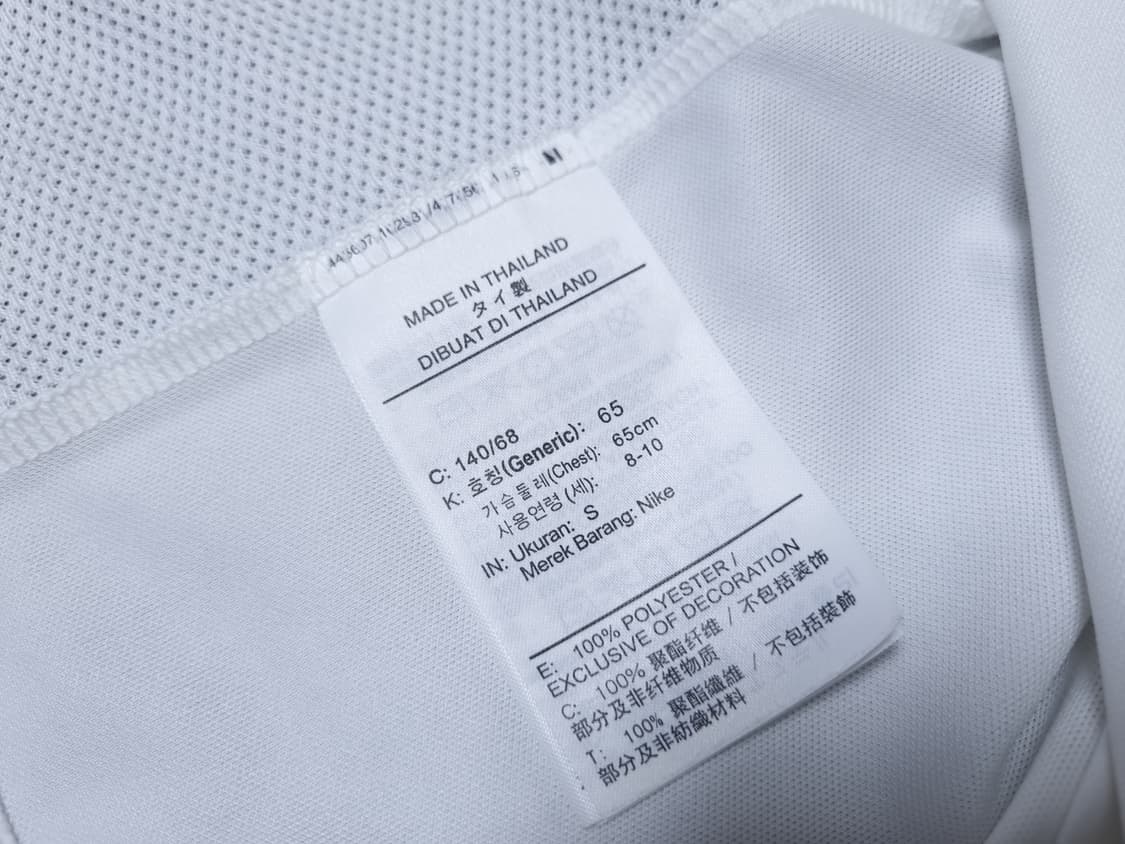 MADE IN THAILAND
タイ製
DIBUAT DI THAILAND
C: 140/68
K: 호칭(Generic): 65
가슴둘레(Chest): 65cm
사용연령 (세): 8-10
IN: Ukuran: S
Merek Barang: Nike
E: 100% POLYESTER /
EXCLUSIVE OF DECORATION
C: 100% 聚酯纤维 / 不包括装饰
部分及非纤维物质
T: 100% 聚酯纖維 / 不包括裝飾
部分及非紡織材料